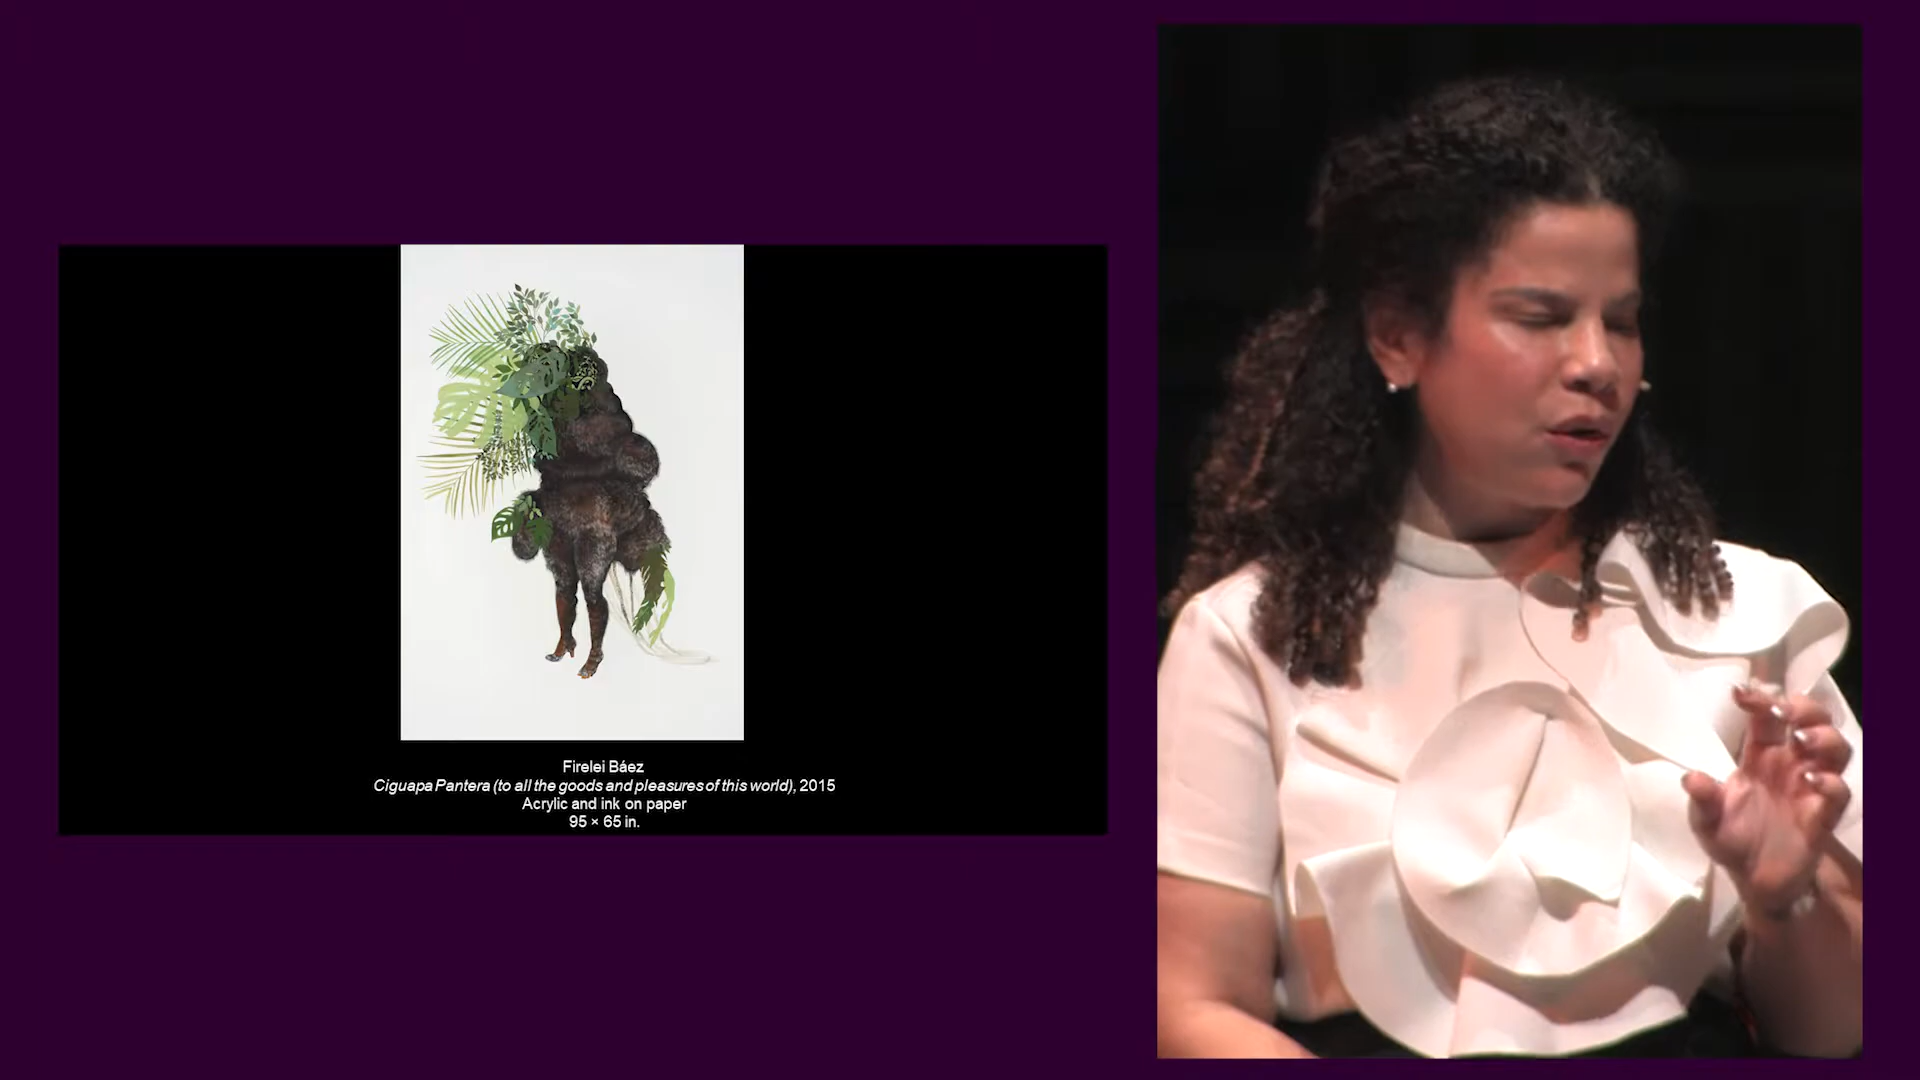 Firelei Báez
Ciguapa Pantera (to all the goods and pleasures of this world), 2015
Acrylic and ink on paper
95 × 65 in.